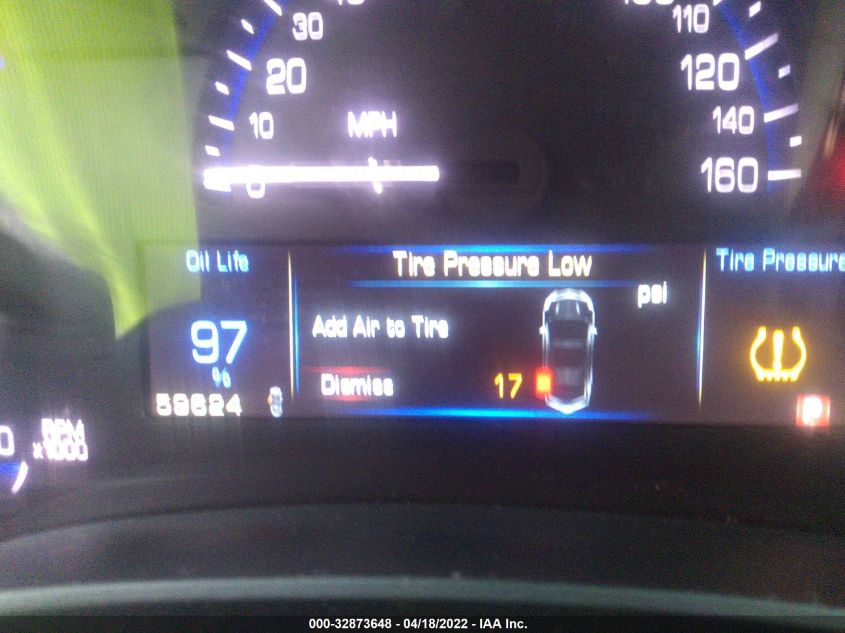 30
20
10
0
MPH
110
120
140
160
Oil Life
97
%
59624
Tire Pressure Low
psi
Add Air to Tire
Dismiss
17
Tire Pressure
P
RPM
x1000
000-32873648 - 04/18/2022 - IAA Inc.